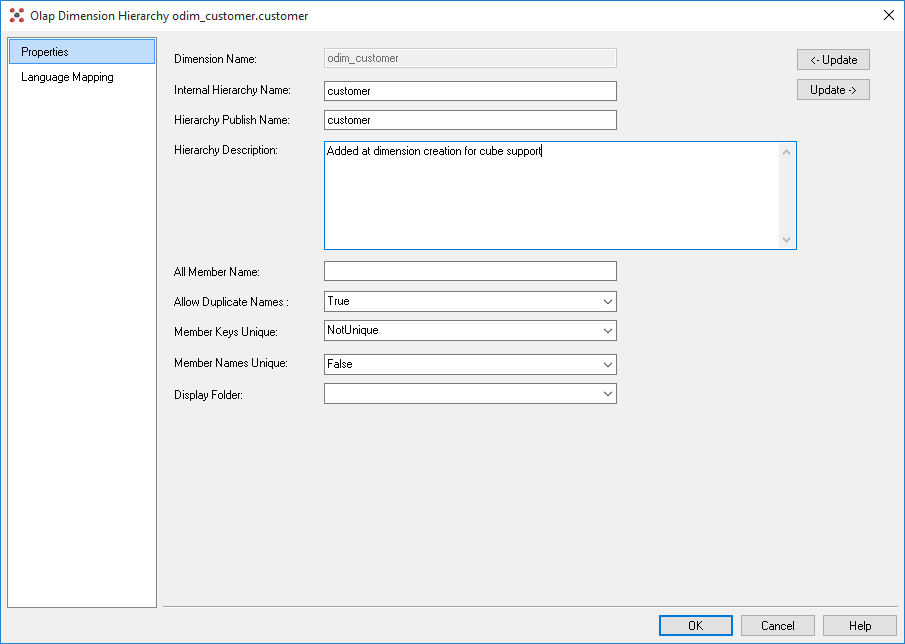 Olap Dimension Hierarchy odim_customer.customer
Properties
Language Mapping
Dimension Name: odim_customer <- Update
Internal Hierarchy Name: customer Update ->
Hierarchy Publish Name: customer
Hierarchy Description: Added at dimension creation for cube support
All Member Name:
Allow Duplicate Names : True
Member Keys Unique: NotUnique
Member Names Unique: False
Display Folder:
OK Cancel Help